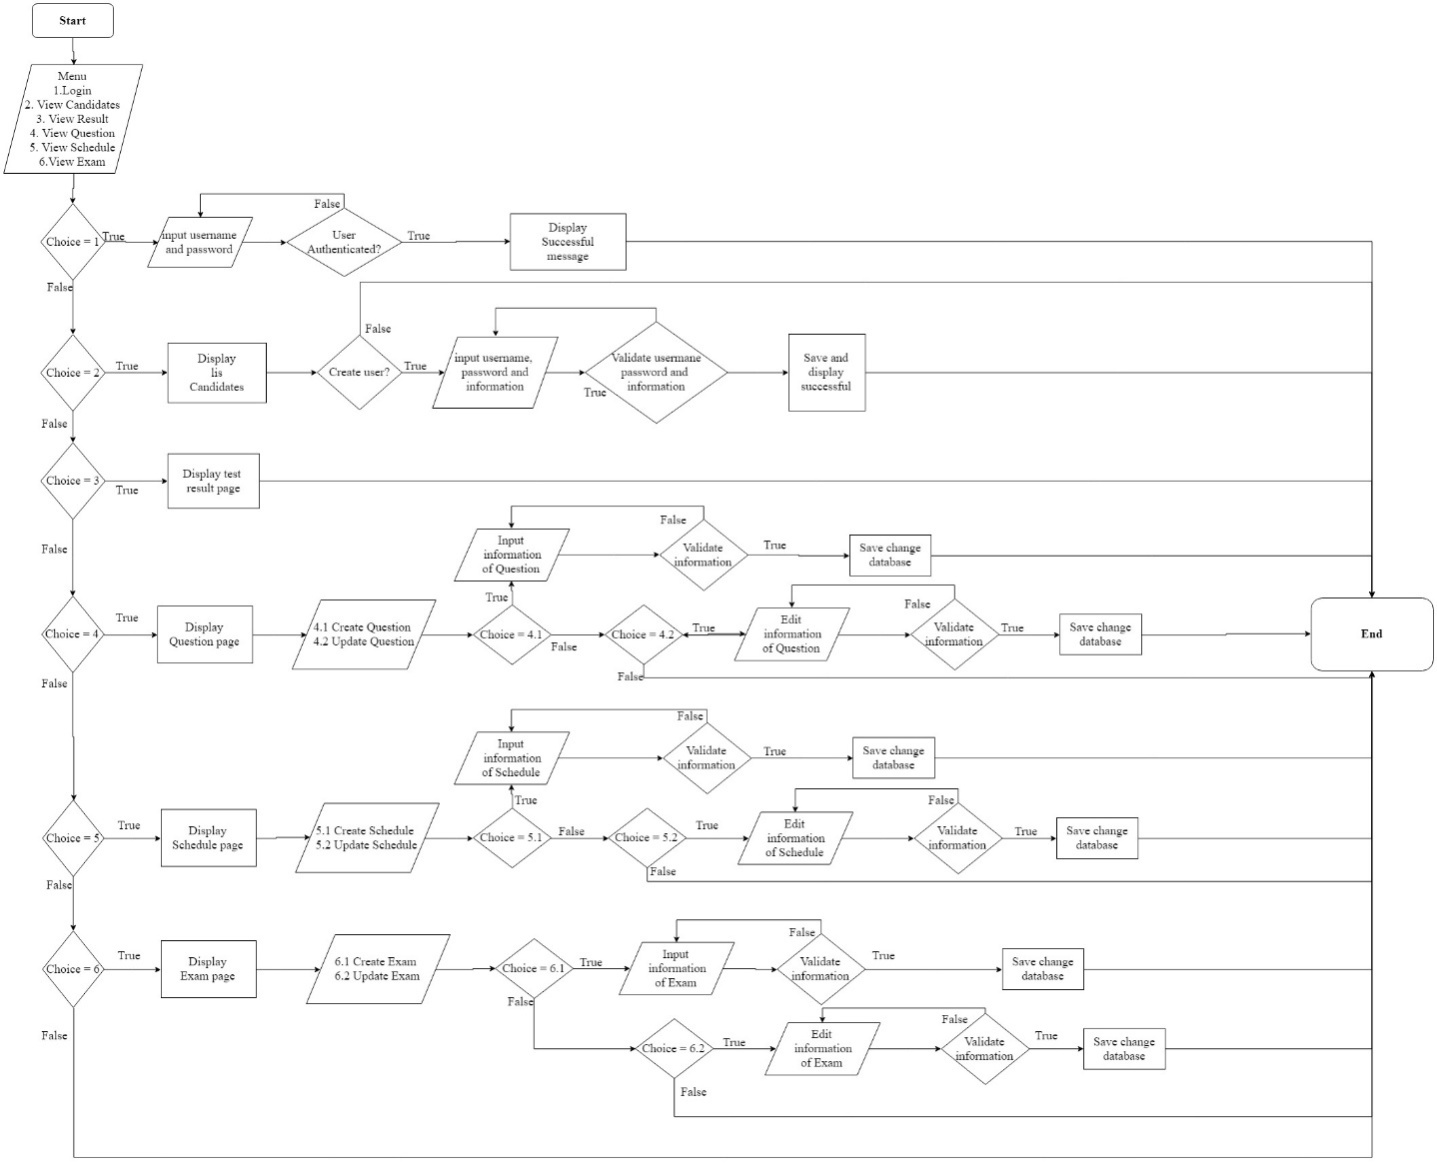 Start
Menu
1.Login
2. View Candidates
3. View Result
4. View Question
5. View Schedule
6.View Exam
False
Choice = 1
True
input username
and password
User
Authenticated?
True
Display
Successful
message
False
False
Choice = 2
True
Display
lis
Candidates
Create user?
True
input username,
password and
information
Validate usermane
password and
information
True
Save and
display
successful
False
Choice = 3
True
Display test
result page
False
Input
information
of Question
False
Validate
information
True
Save change
database
True
Choice = 4
True
Display
Question page
4.1 Create Question
4.2 Update Question
Choice = 4.1
False
Choice = 4.2
True
Edit
information
of Question
False
Validate
information
True
Save change
database
End
False
False
Input
information
of Schedule
False
Validate
information
True
Save change
database
True
Choice = 5
True
Display
Schedule page
5.1 Create Schedule
5.2 Update Schedule
Choice = 5.1
False
Choice = 5.2
True
Edit
information
of Schedule
False
Validate
information
True
Save change
database
False
False
Choice = 6
True
Display
Exam page
6.1 Create Exam
6.2 Update Exam
Choice = 6.1
True
Input
information
of Exam
False
Validate
information
True
Save change
database
False
Choice = 6.2
True
Edit
information
of Exam
False
Validate
information
True
Save change
database
False
False